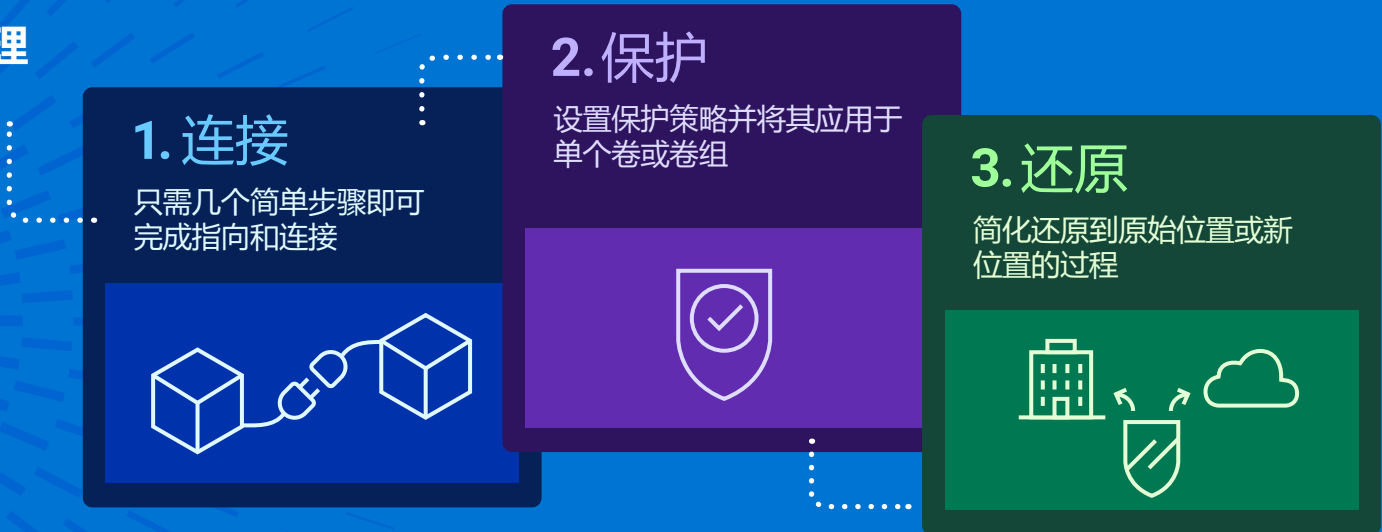 理
1. 连接
只需几个简单步骤即可
完成指向和连接
2. 保护
设置保护策略并将其应用于
单个卷或卷组
3. 还原
简化还原到原始位置或新
位置的过程